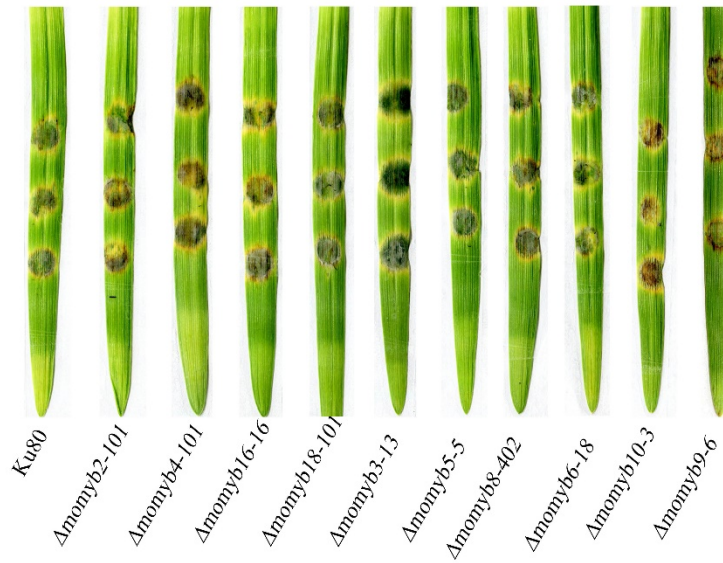 Ku80
Δmomyb2-101
Δmomyb4-101
Δmomyb16-16
Δmomyb18-101
Δmomyb3-13
Δmomyb5-5
Δmomyb8-402
Δmomyb6-18
Δmomyb10-3
Δmomyb9-6